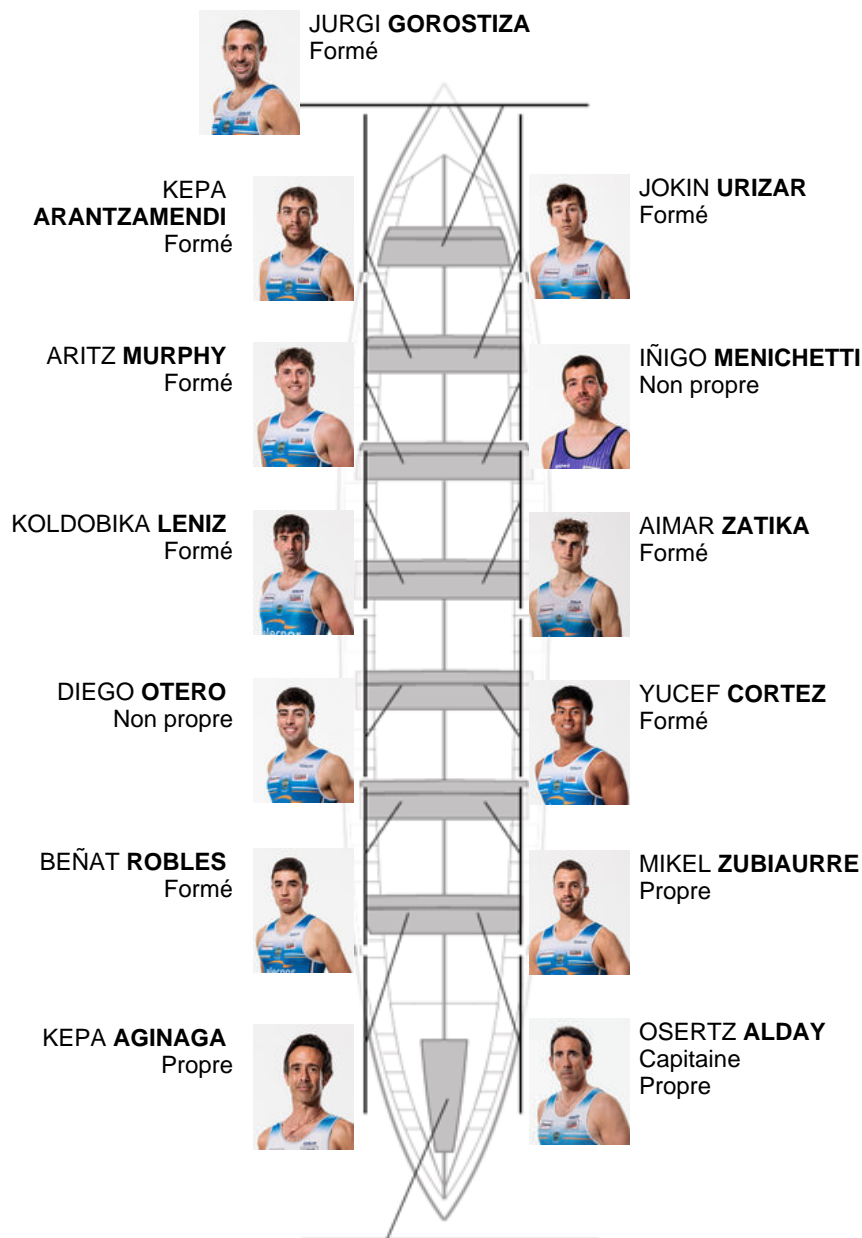 JURGI GOROSTIZA
Formé
KEPA
ARANTZAMENDI
Formé
JOKIN URIZAR
Formé
ARITZ MURPHY
Formé
IÑIGO MENICHETTI
Non propre
KOLDOBIKA LENIZ
Formé
AIMAR ZATIKA
Formé
DIEGO OTERO
Non propre
YUCEF CORTEZ
Formé
BEÑAT ROBLES
Formé
MIKEL ZUBIAURRE
Propre
KEPA AGINAGA
Propre
OSERTZ ALDAY
Capitaine
Propre